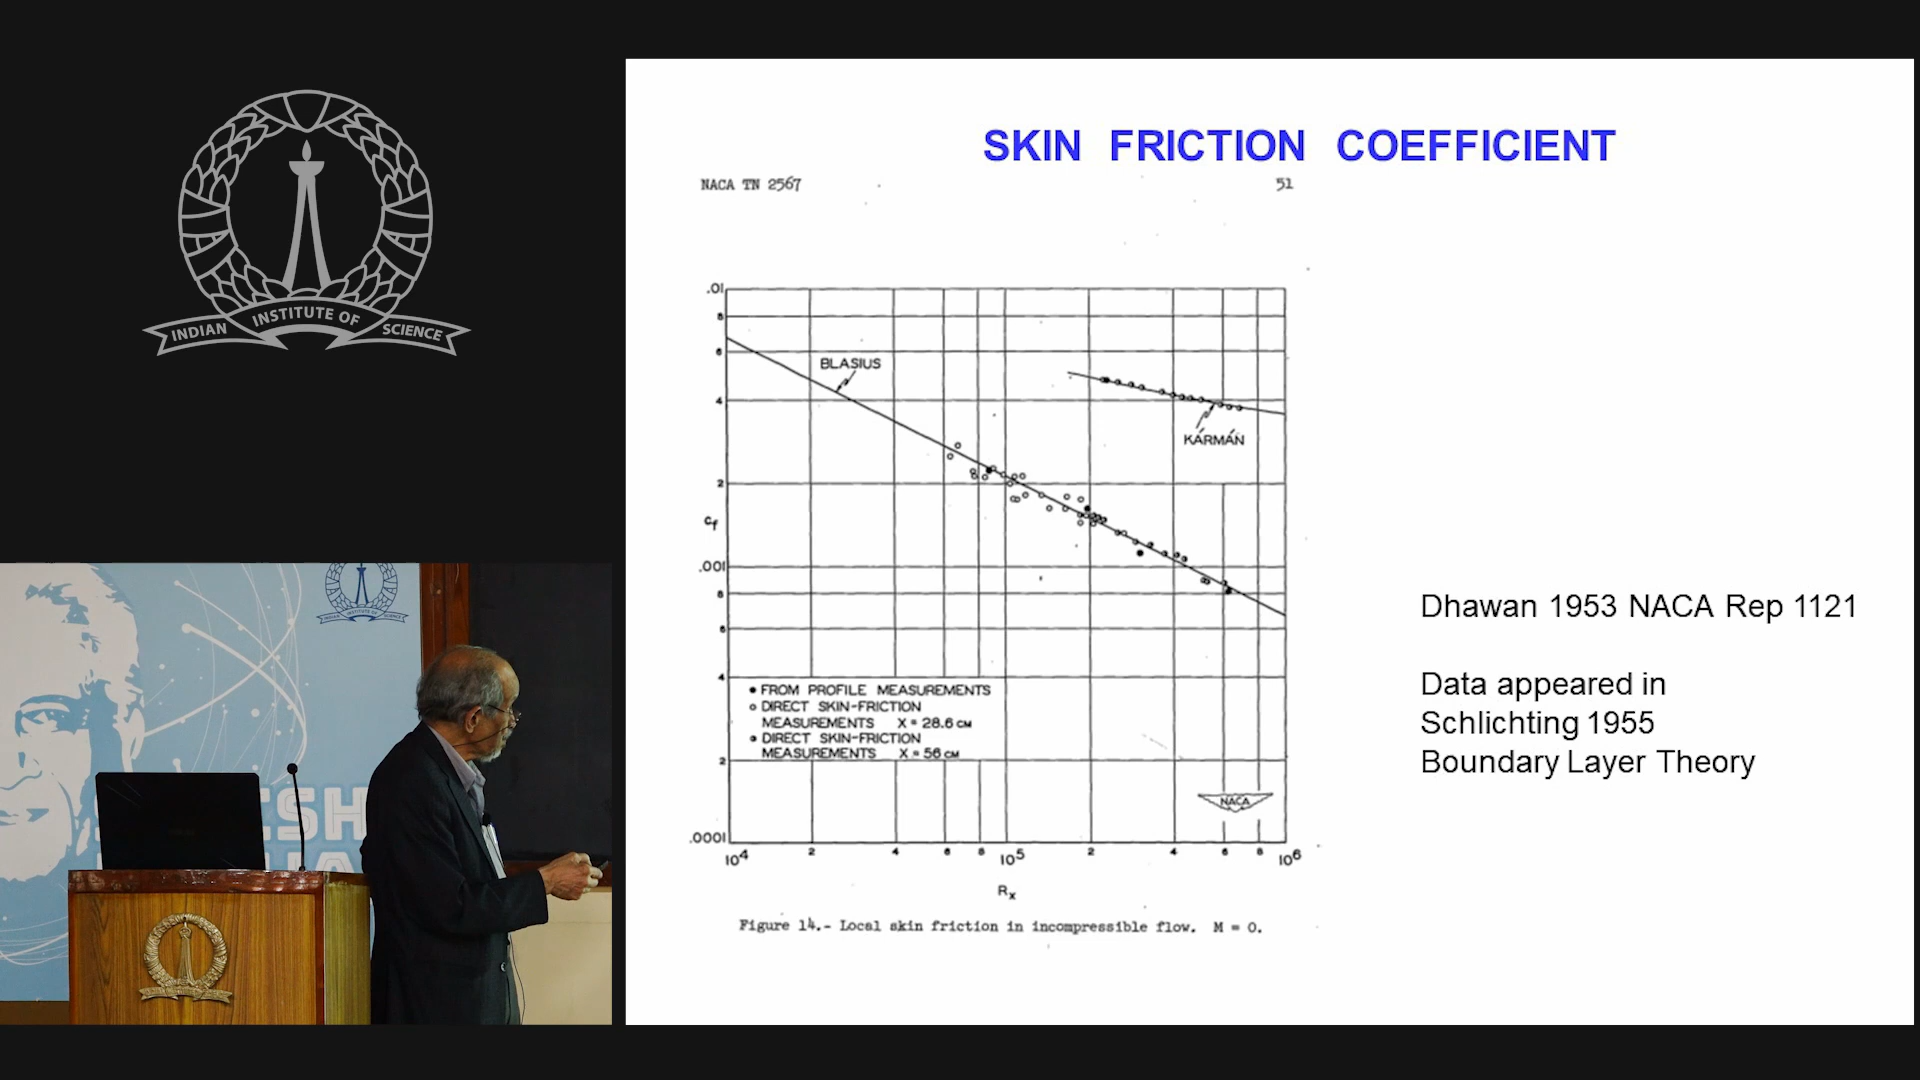 INDIAN INSTITUTE OF SCIENCE
SKIN FRICTION COEFFICIENT
NACA TN 2567
51
.01
8
6
4
2
.001
8
6
4
2
.0001
Cf
BLASIUS
KÁRMÁN
• FROM PROFILE MEASUREMENTS
○ DIRECT SKIN-FRICTION
MEASUREMENTS X = 28.6 CM
◑ DIRECT SKIN-FRICTION
MEASUREMENTS X = 56 CM
NACA
10⁴ 2 4 6 8 10⁵ 2 4 6 8 10⁶
Rx
Figure 14.- Local skin friction in incompressible flow. M = 0.
Dhawan 1953 NACA Rep 1121
Data appeared in
Schlichting 1955
Boundary Layer Theory